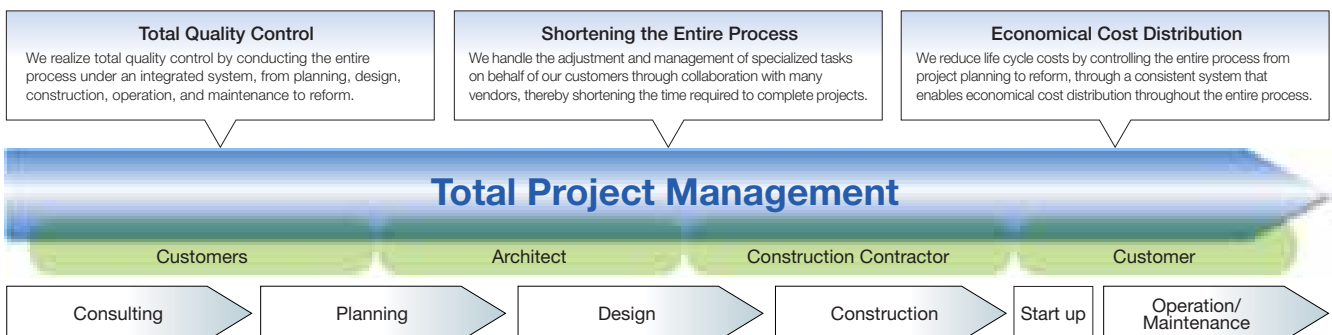 Total Quality Control
We realize total quality control by conducting the entire
process under an integrated system, from planning, design,
construction, operation, and maintenance to reform.
Shortening the Entire Process
We handle the adjustment and management of specialized tasks
on behalf of our customers through collaboration with many
vendors, thereby shortening the time required to complete projects.
Economical Cost Distribution
We reduce life cycle costs by controlling the entire process from
project planning to reform, through a consistent system that
enables economical cost distribution throughout the entire process.
Total Project Management
Customers
Architect
Construction Contractor
Customer
Consulting
Planning
Design
Construction
Start up
Operation/
Maintenance